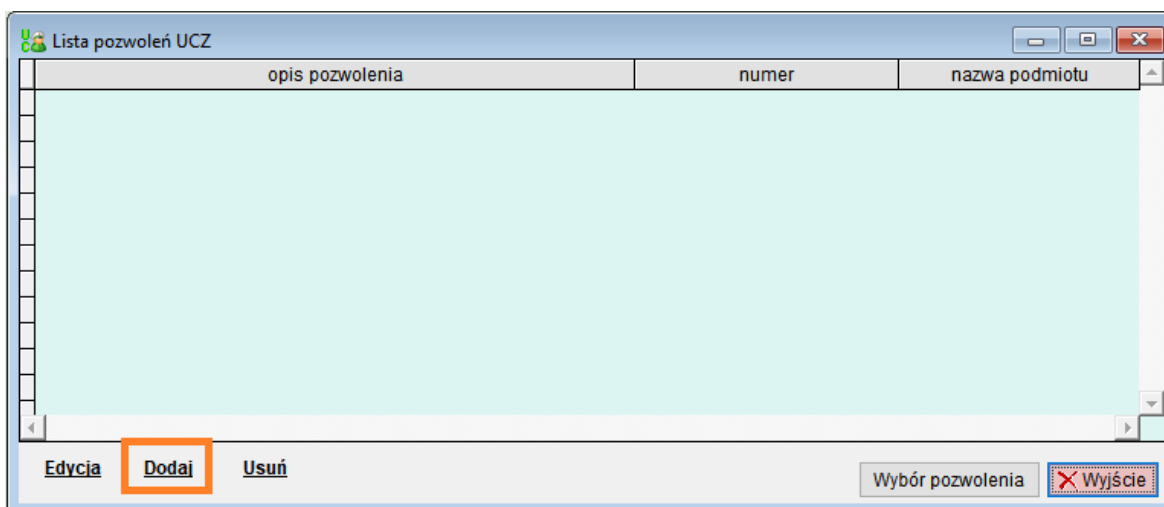 Lista pozwoleń UCZ
opis pozwolenia numer nazwa podmiotu
Edycja Dodaj Usuń Wybór pozwolenia Wyjście